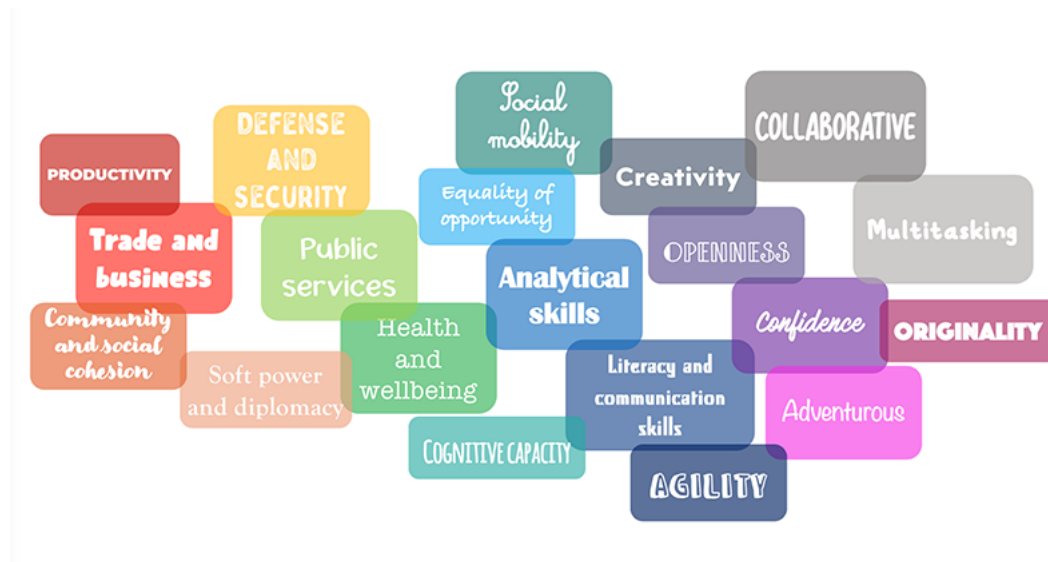 Social
mobility
COLLABORATIVE
DEFENSE
AND
SECURITY
PRODUCTIVITY
Creativity
Equality of
opportunity
Multitasking
Trade and
business
Public
services
OPENNESS
Analytical
skills
Community
and social
cohesion
Health
and
wellbeing
Confidence
ORIGINALITY
Soft power
and diplomacy
Literacy and
communication
skills
Adventurous
COGNITIVE CAPACITY
AGILITY